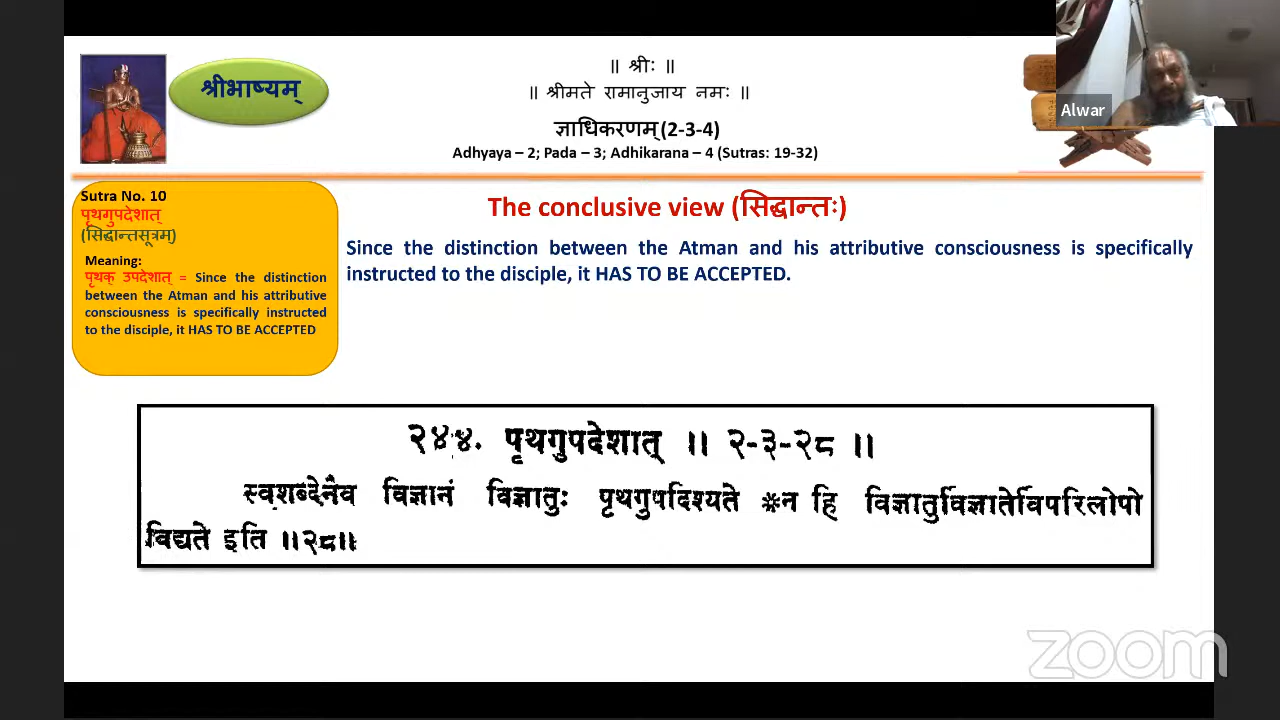 श्रीभाष्यम्
॥ श्रीः ॥
॥ श्रीमते रामानुजाय नमः ॥
ज्ञाधिकरणम् (2-3-4)
Adhyaya – 2; Pada – 3; Adhikarana – 4 (Sutras: 19-32)
Alwar
Sutra No. 10
पृथगुपदेशात्
(सिद्धान्तसूत्रम्)
Meaning:
पृथक् उपदेशात् = Since the distinction
between the Atman and his attributive
consciousness is specifically instructed
to the disciple, it HAS TO BE ACCEPTED
The conclusive view (सिद्धान्तः)
Since the distinction between the Atman and his attributive consciousness is specifically
instructed to the disciple, it HAS TO BE ACCEPTED.
२४४. पृथगुपदेशात् ॥ २-३-२८ ॥
स्वशब्देनैव विज्ञानं विज्ञातुः पृथगुपदिश्यते *न हि विज्ञातुर्विज्ञातेर्विपरिलोपो
विद्यते इति ॥२८॥
zoom